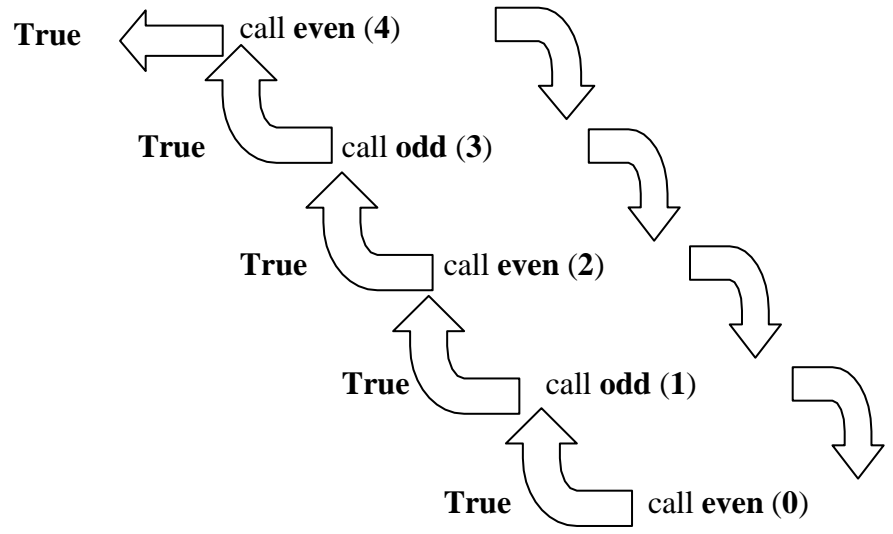 True call even (4)
True call odd (3)
True call even (2)
True call odd (1)
True call even (0)